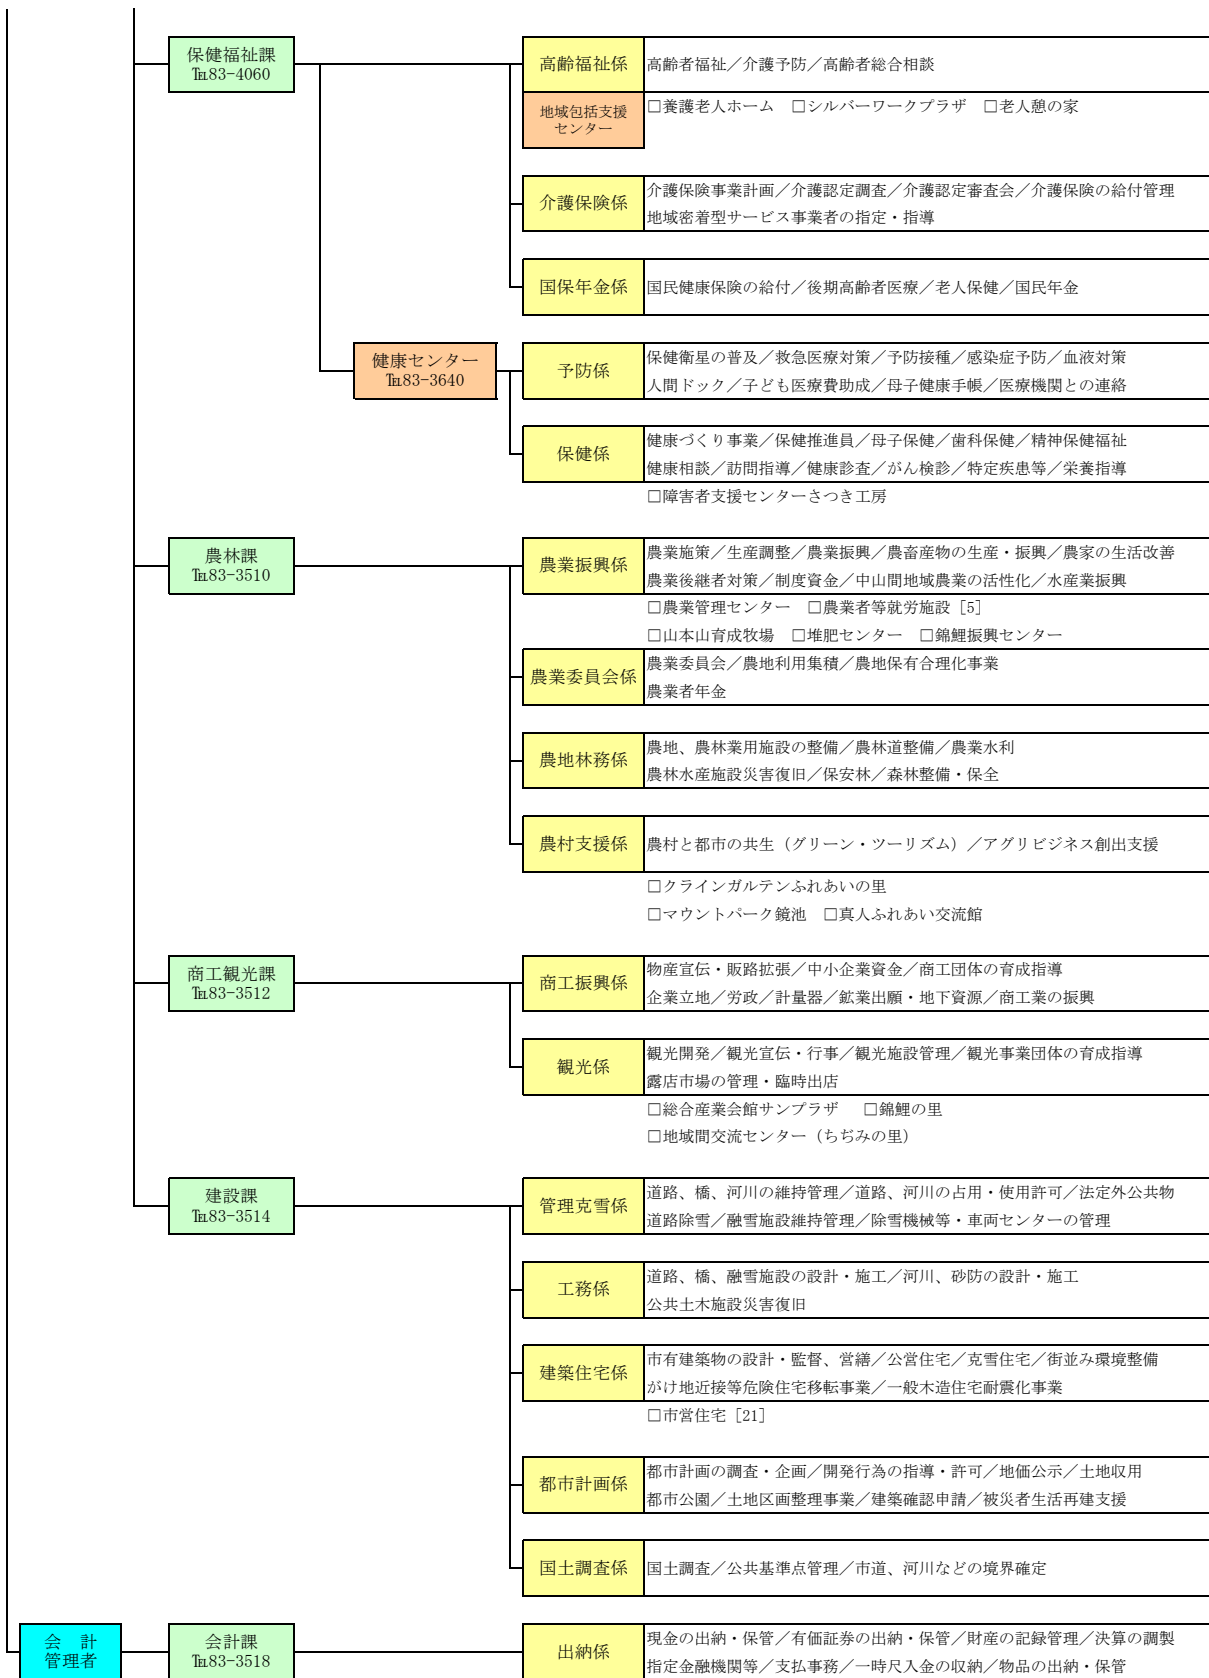 保健福祉課
℡83-4060
高齢福祉係
高齢者福祉／介護予防／高齢者総合相談
地域包括支援
センター
□養護老人ホーム　□シルバーワークプラザ　□老人憩の家
介護保険係
介護保険事業計画／介護認定調査／介護認定審査会／介護保険の給付管理
地域密着型サービス事業者の指定・指導
国保年金係
国民健康保険の給付／後期高齢者医療／老人保健／国民年金
健康センター
℡83-3640
予防係
保健衛星の普及／救急医療対策／予防接種／感染症予防／血液対策
人間ドック／子ども医療費助成／母子健康手帳／医療機関との連絡
保健係
健康づくり事業／保健推進員／母子保健／歯科保健／精神保健福祉
健康相談／訪問指導／健康診査／がん検診／特定疾患等／栄養指導
□障害者支援センターさつき工房
農林課
℡83-3510
農業振興係
農業施策／生産調整／農業振興／農畜産物の生産・振興／農家の生活改善
農業後継者対策／制度資金／中山間地域農業の活性化／水産業振興
□農業管理センター　□農業者等就労施設［5］
□山本山育成牧場　□堆肥センター　□錦鯉振興センター
農業委員会係
農業委員会／農地利用集積／農地保有合理化事業
農業者年金
農地林務係
農地、農林業用施設の整備／農林道整備／農業水利
農林水産施設災害復旧／保安林／森林整備・保全
農村支援係
農村と都市の共生（グリーン・ツーリズム）／アグリビジネス創出支援
□クラインガルテンふれあいの里
□マウントパーク鏡池　□真人ふれあい交流館
商工観光課
℡83-3512
商工振興係
物産宣伝・販路拡張／中小企業資金／商工団体の育成指導
企業立地／労政／計量器／鉱業出願・地下資源／商工業の振興
観光係
観光開発／観光宣伝・行事／観光施設管理／観光事業団体の育成指導
露店市場の管理・臨時出店
□総合産業会館サンプラザ　□錦鯉の里
□地域間交流センター（ちぢみの里）
建設課
℡83-3514
管理克雪係
道路、橋、河川の維持管理／道路、河川の占用・使用許可／法定外公共物
道路除雪／融雪施設維持管理／除雪機械等・車両センターの管理
工務係
道路、橋、融雪施設の設計・施工／河川、砂防の設計・施工
公共土木施設災害復旧
建築住宅係
市有建築物の設計・監督、営繕／公営住宅／克雪住宅／街並み環境整備
がけ地近接等危険住宅移転事業／一般木造住宅耐震化事業
□市営住宅［21］
都市計画係
都市計画の調査・企画／開発行為の指導・許可／地価公示／土地収用
都市公園／土地区画整理事業／建築確認申請／被災者生活再建支援
国土調査係
国土調査／公共基準点管理／市道、河川などの境界確定
会　計
管理者
会計課
℡83-3518
出納係
現金の出納・保管／有価証券の出納・保管／財産の記録管理／決算の調製
指定金融機関等／支払事務／一時尺入金の収納／物品の出納・保管